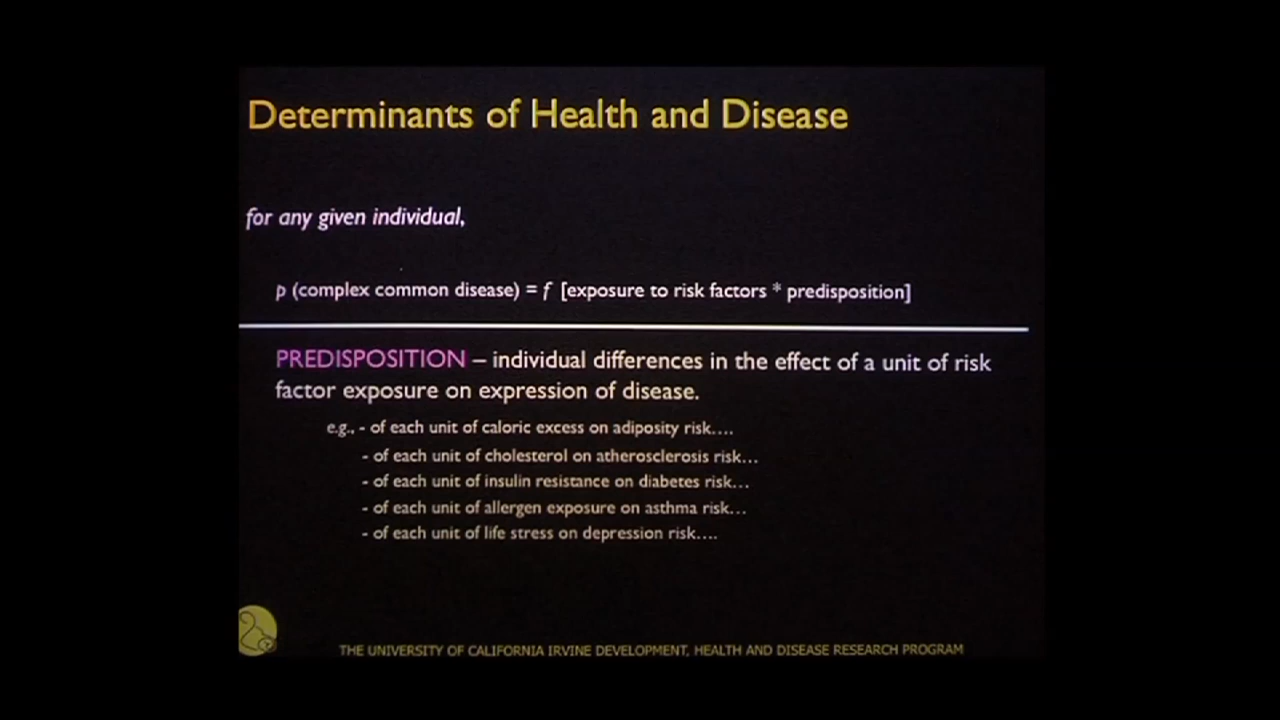 Determinants of Health and Disease
for any given individual,
p (complex common disease) = f [exposure to risk factors * predisposition]
PREDISPOSITION – individual differences in the effect of a unit of risk
factor exposure on expression of disease.
e.g., - of each unit of caloric excess on adiposity risk....
- of each unit of cholesterol on atherosclerosis risk...
- of each unit of insulin resistance on diabetes risk...
- of each unit of allergen exposure on asthma risk...
- of each unit of life stress on depression risk....
THE UNIVERSITY OF CALIFORNIA IRVINE DEVELOPMENT, HEALTH AND DISEASE RESEARCH PROGRAM